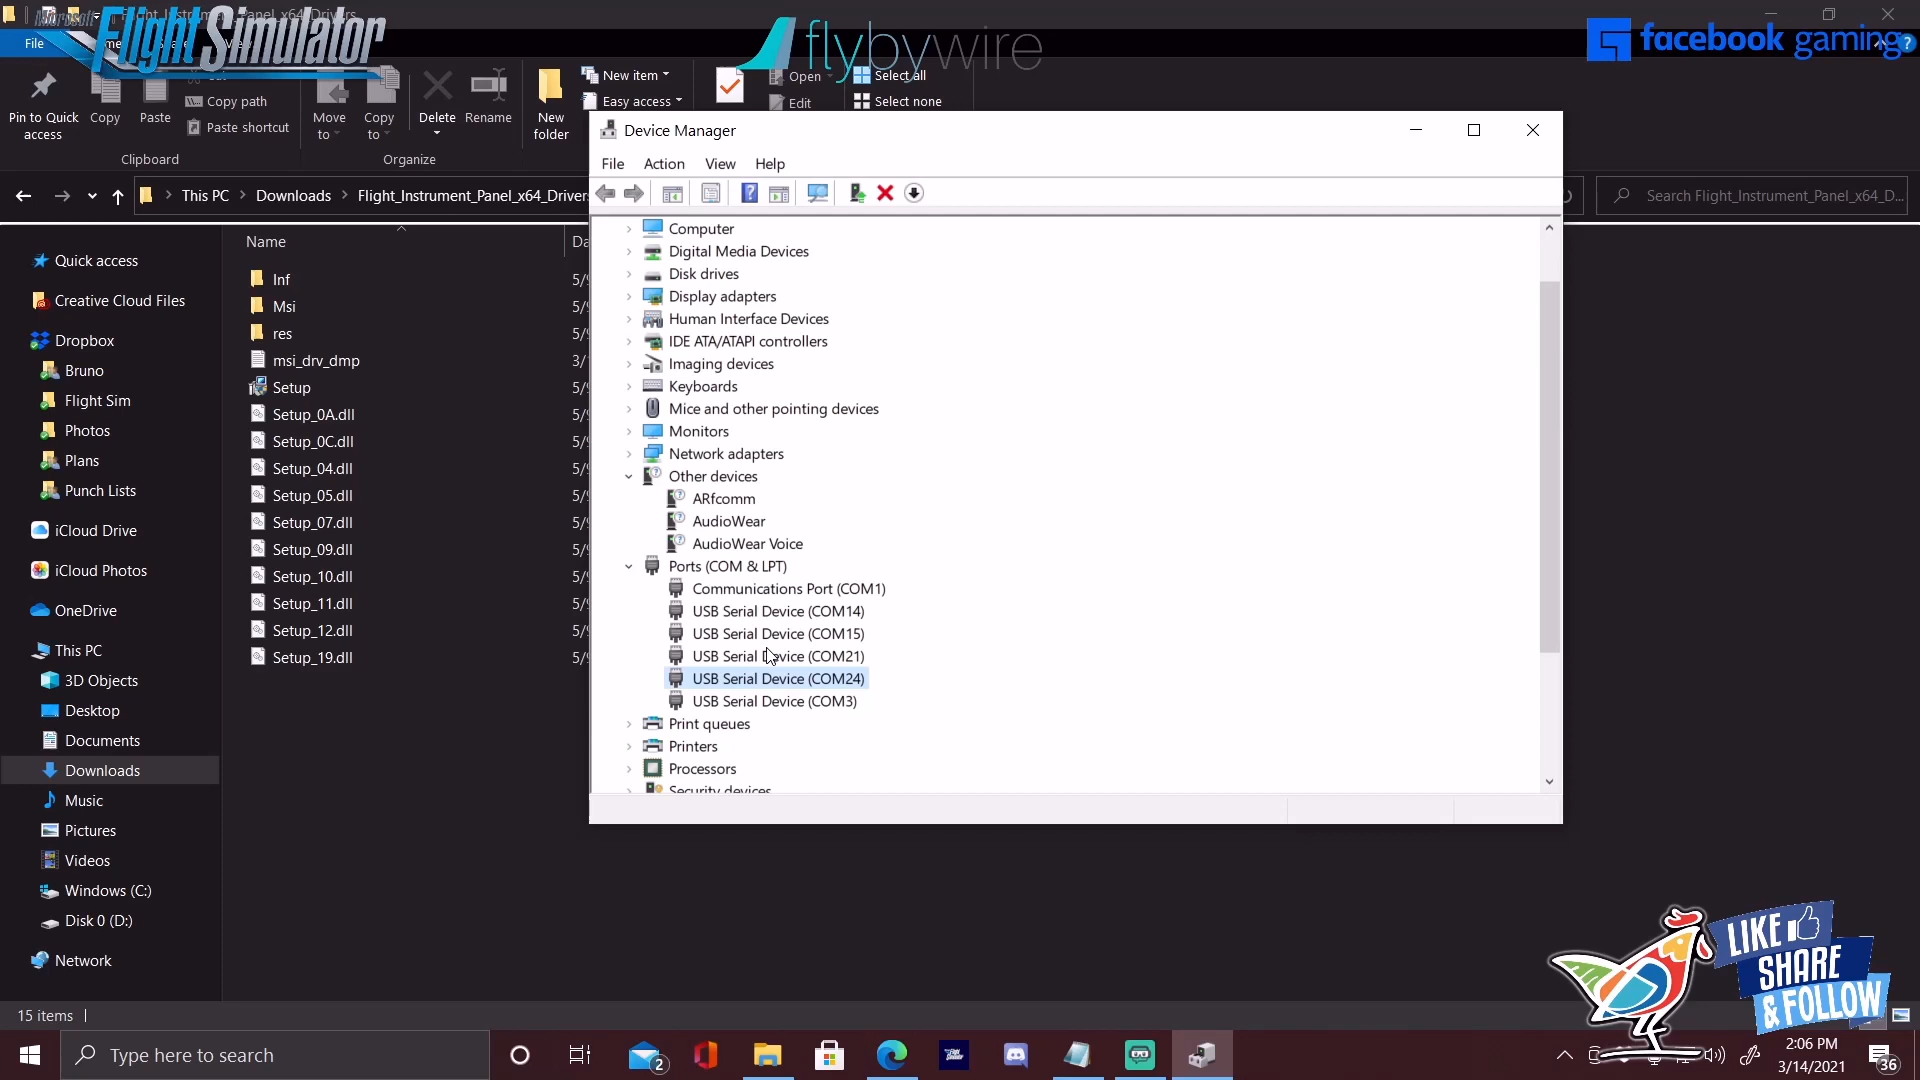 Flight_Instrument_Panel_x64_Drivers
Microsoft
Flight Simulator
flybywire
facebook gaming
File
New item
Open
Select all
Copy path
Easy access
Edit
Select none
Paste shortcut
Pin to Quick
access
Copy
Paste
Move
to
Copy
to
Delete
Rename
New
folder
Clipboard
Organize
Device Manager
File
Action
View
Help
This PC
Downloads
Flight_Instrument_Panel_x64_Drivers
Search Flight_Instrument_Panel_x64_D...
Name
Da
Quick access
Creative Cloud Files
Dropbox
Bruno
Flight Sim
Photos
Plans
Punch Lists
iCloud Drive
iCloud Photos
OneDrive
This PC
3D Objects
Desktop
Documents
Downloads
Music
Pictures
Videos
Windows (C:)
Disk 0 (D:)
Network
Inf
Msi
res
msi_drv_dmp
Setup
Setup_0A.dll
Setup_0C.dll
Setup_04.dll
Setup_05.dll
Setup_07.dll
Setup_09.dll
Setup_10.dll
Setup_11.dll
Setup_12.dll
Setup_19.dll
Computer
Digital Media Devices
Disk drives
Display adapters
Human Interface Devices
IDE ATA/ATAPI controllers
Imaging devices
Keyboards
Mice and other pointing devices
Monitors
Network adapters
Other devices
ARfcomm
AudioWear
AudioWear Voice
Ports (COM & LPT)
Communications Port (COM1)
USB Serial Device (COM14)
USB Serial Device (COM15)
USB Serial Device (COM21)
USB Serial Device (COM24)
USB Serial Device (COM3)
Print queues
Printers
Processors
Security devices
15 items
LIKE
SHARE
& FOLLOW
Type here to search
2
2:06 PM
3/14/2021
36